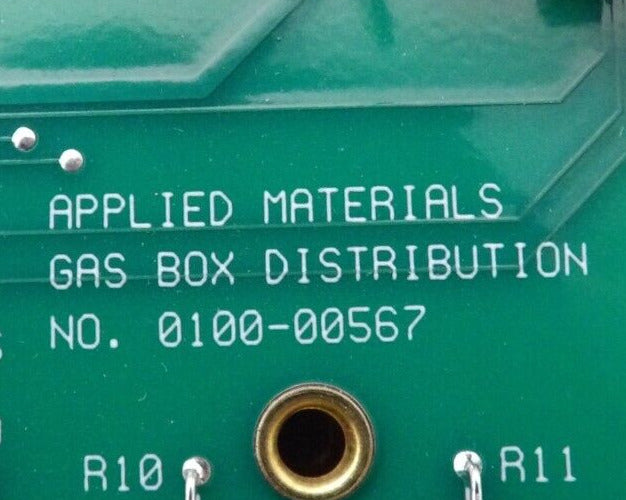 APPLIED MATERIALS
GAS BOX DISTRIBUTION
NO. 0100-00567
R10 R11